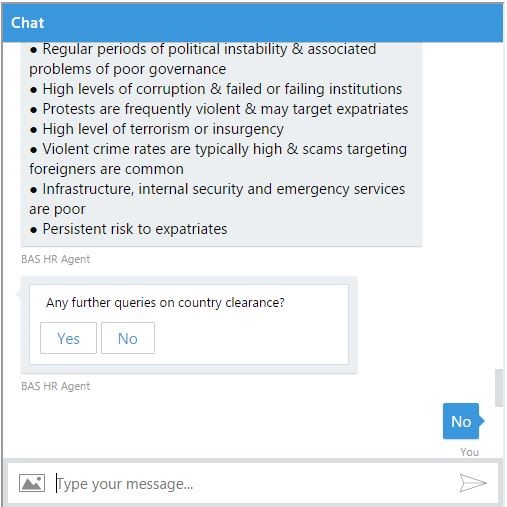 Chat
● Regular periods of political instability & associated
problems of poor governance
● High levels of corruption & failed or failing institutions
● Protests are frequently violent & may target expatriates
● High level of terrorism or insurgency
● Violent crime rates are typically high & scams targeting
foreigners are common
● Infrastructure, internal security and emergency services
are poor
● Persistent risk to expatriates
BAS HR Agent
Any further queries on country clearance?
Yes No
BAS HR Agent
No
You
Type your message...